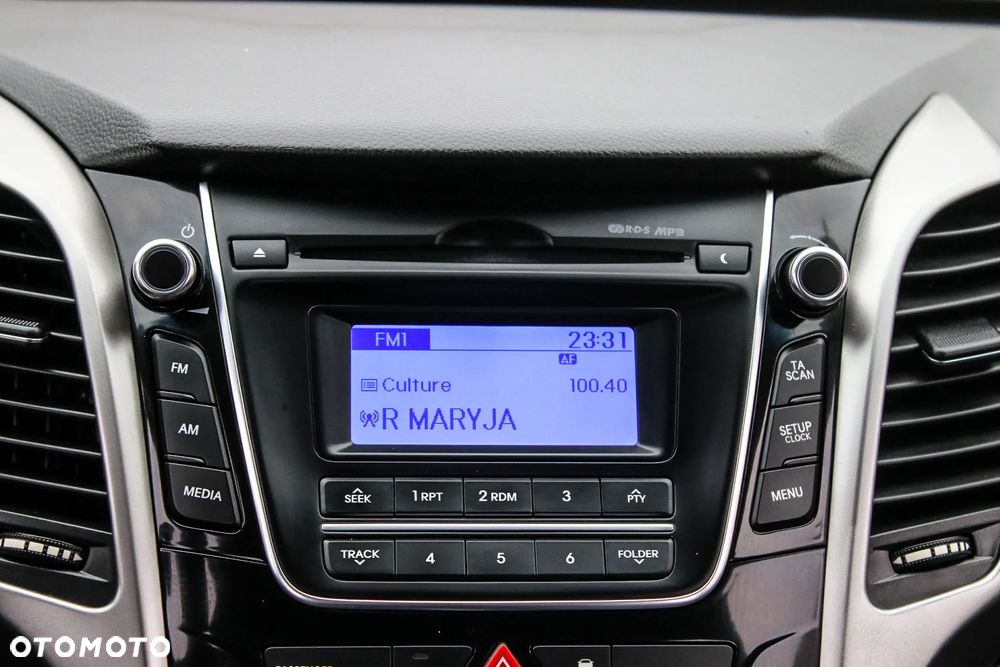 R·D·S MP3
FM1 23:31
AF
Culture 100.40
R MARYJA
FM
AM
MEDIA
TA
SCAN
SETUP
CLOCK
MENU
SEEK 1 RPT 2 RDM 3 PTY
TRACK 4 5 6 FOLDER
PASSENGER
OTOMOTO